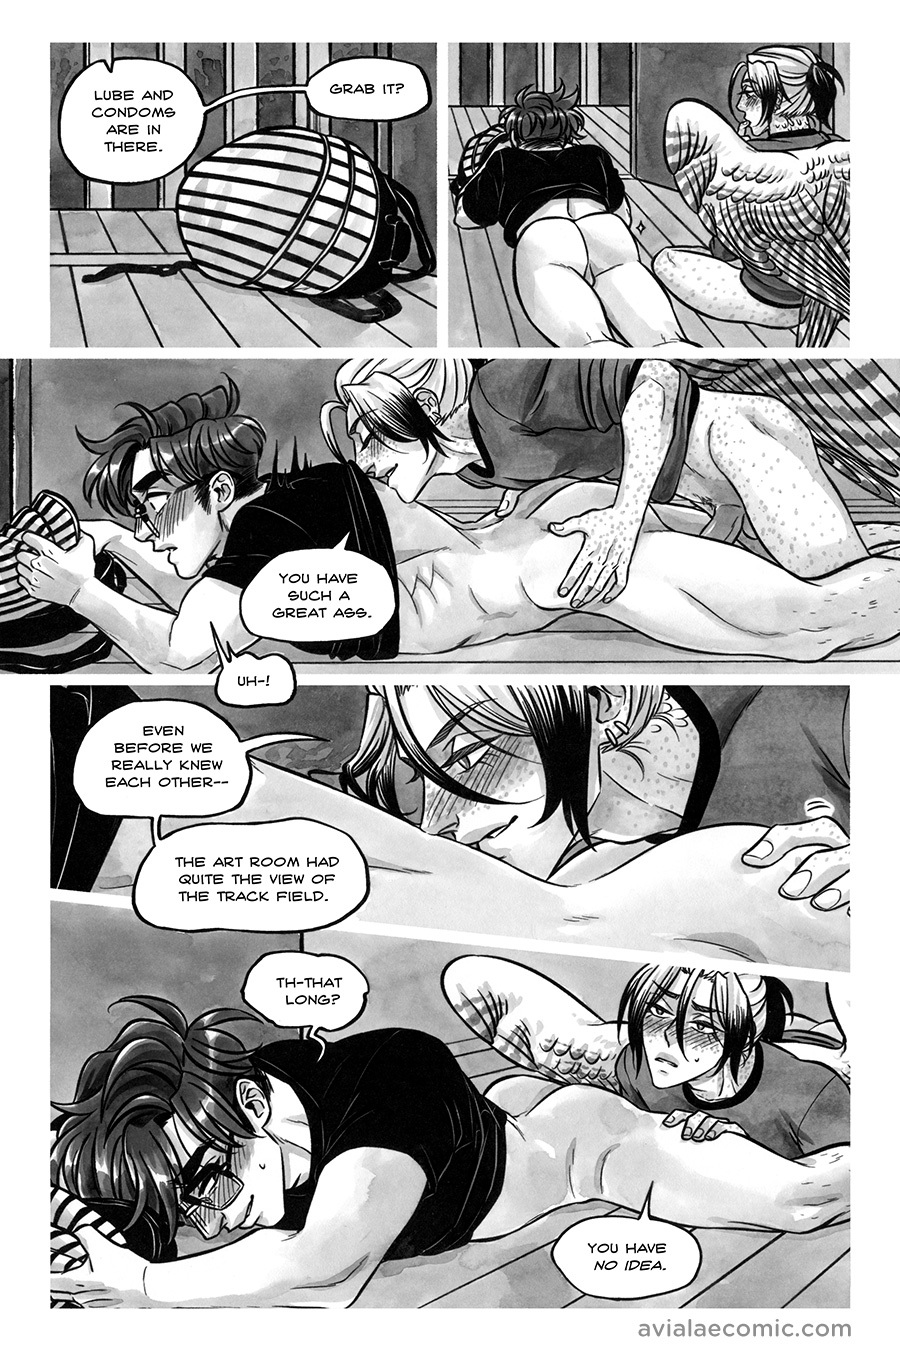 LUBE AND
CONDOMS
ARE IN
THERE.
GRAB IT?
YOU HAVE
SUCH A
GREAT ASS.
UH-!
EVEN
BEFORE WE
REALLY KNEW
EACH OTHER--
THE ART ROOM HAD
QUITE THE VIEW OF
THE TRACK FIELD.
TH-THAT
LONG?
YOU HAVE
NO IDEA.
avialaecomic.com